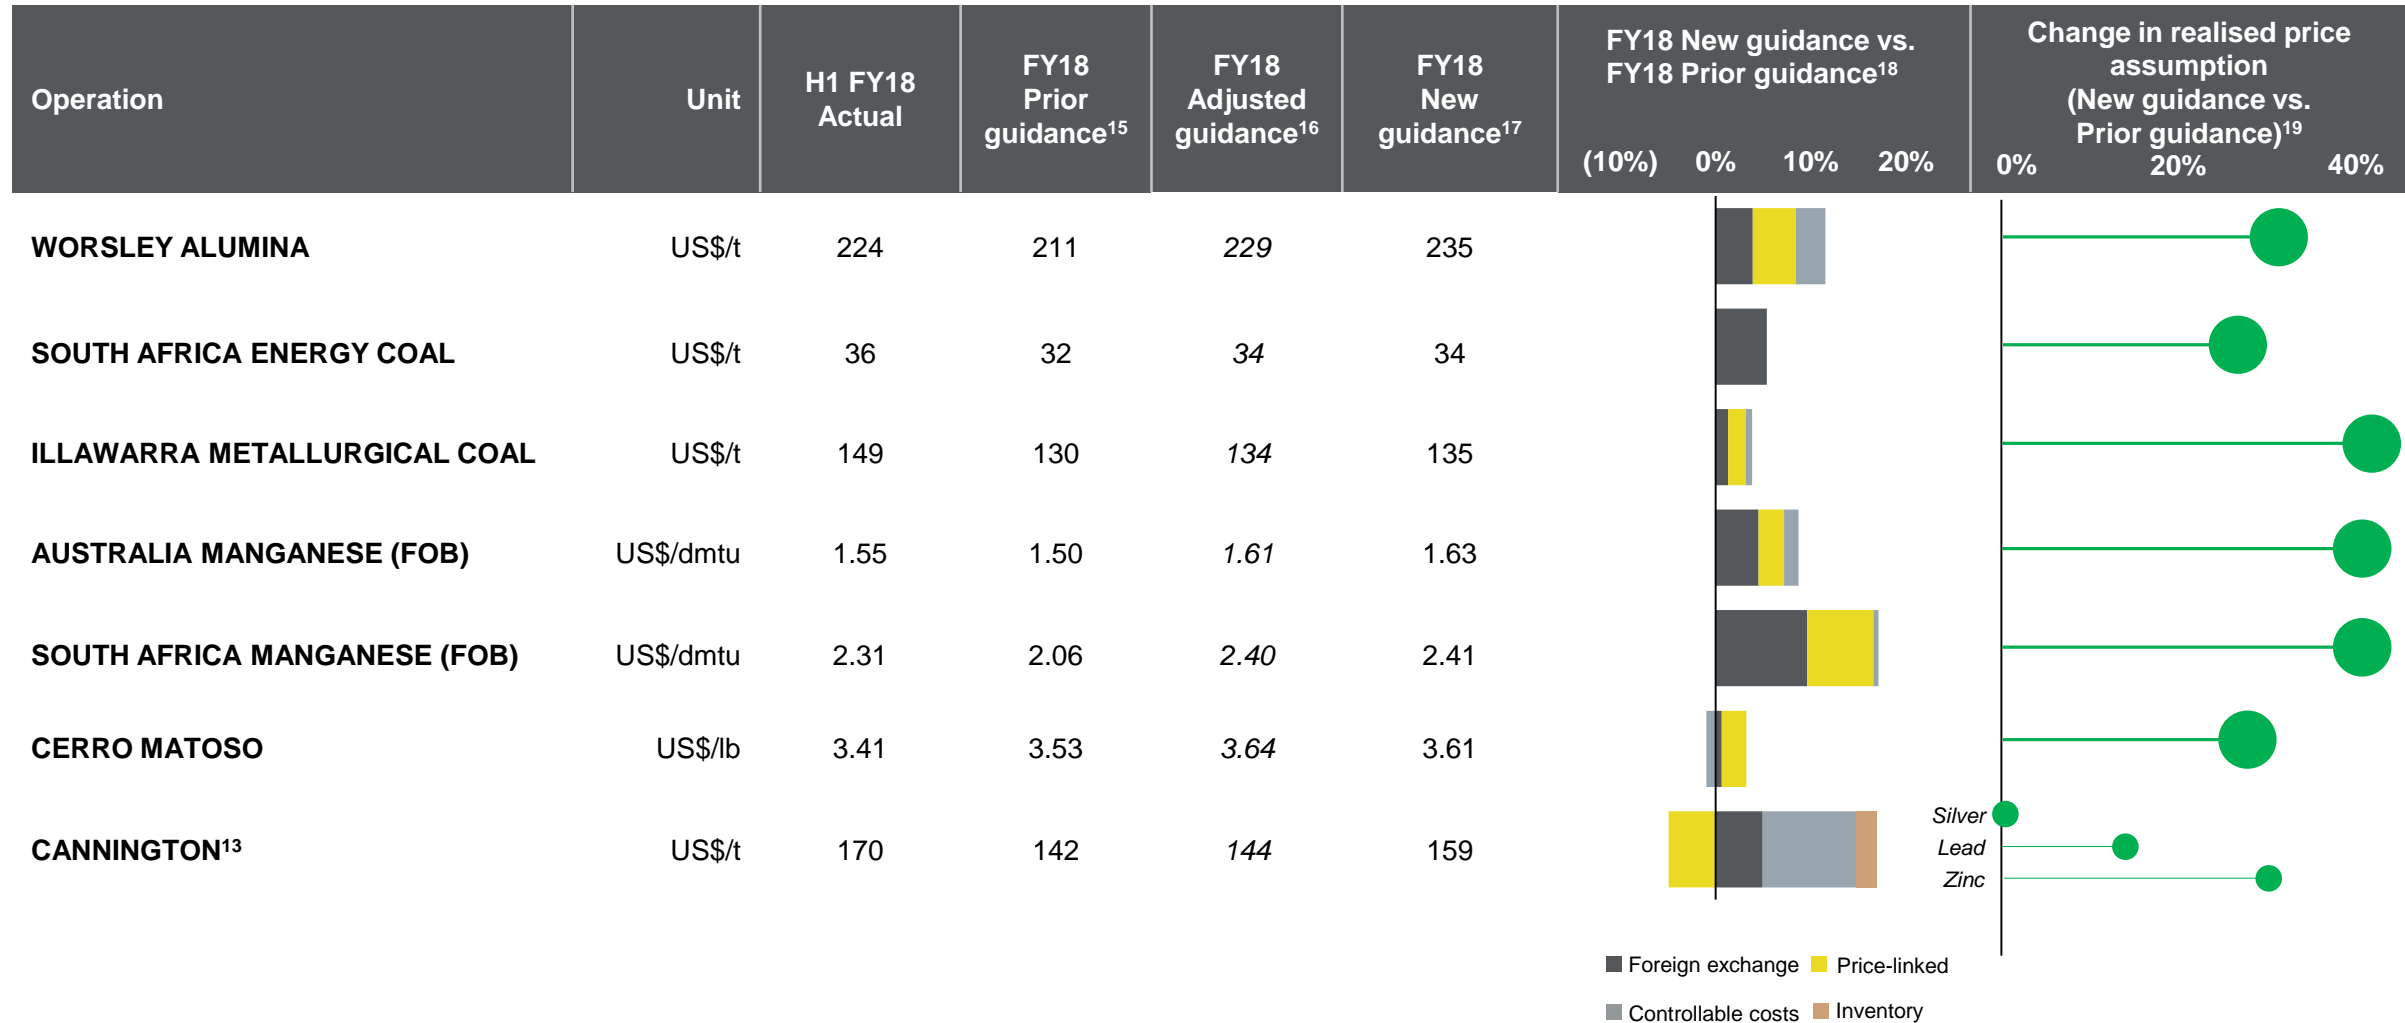 Operation
Unit
H1 FY18
Actual
FY18
Prior
guidance15
FY18
Adjusted
guidance16
FY18
New
guidance17
FY18 New guidance vs.
FY18 Prior guidance18
(10%) 0% 10% 20%
Change in realised price
assumption
(New guidance vs.
Prior guidance)19
0% 20% 40%
WORSLEY ALUMINA US$/t 224 211 229 235
SOUTH AFRICA ENERGY COAL US$/t 36 32 34 34
ILLAWARRA METALLURGICAL COAL US$/t 149 130 134 135
AUSTRALIA MANGANESE (FOB) US$/dmtu 1.55 1.50 1.61 1.63
SOUTH AFRICA MANGANESE (FOB) US$/dmtu 2.31 2.06 2.40 2.41
CERRO MATOSO US$/lb 3.41 3.53 3.64 3.61
CANNINGTON13 US$/t 170 142 144 159
Silver
Lead
Zinc
Foreign exchange Price-linked
Controllable costs Inventory